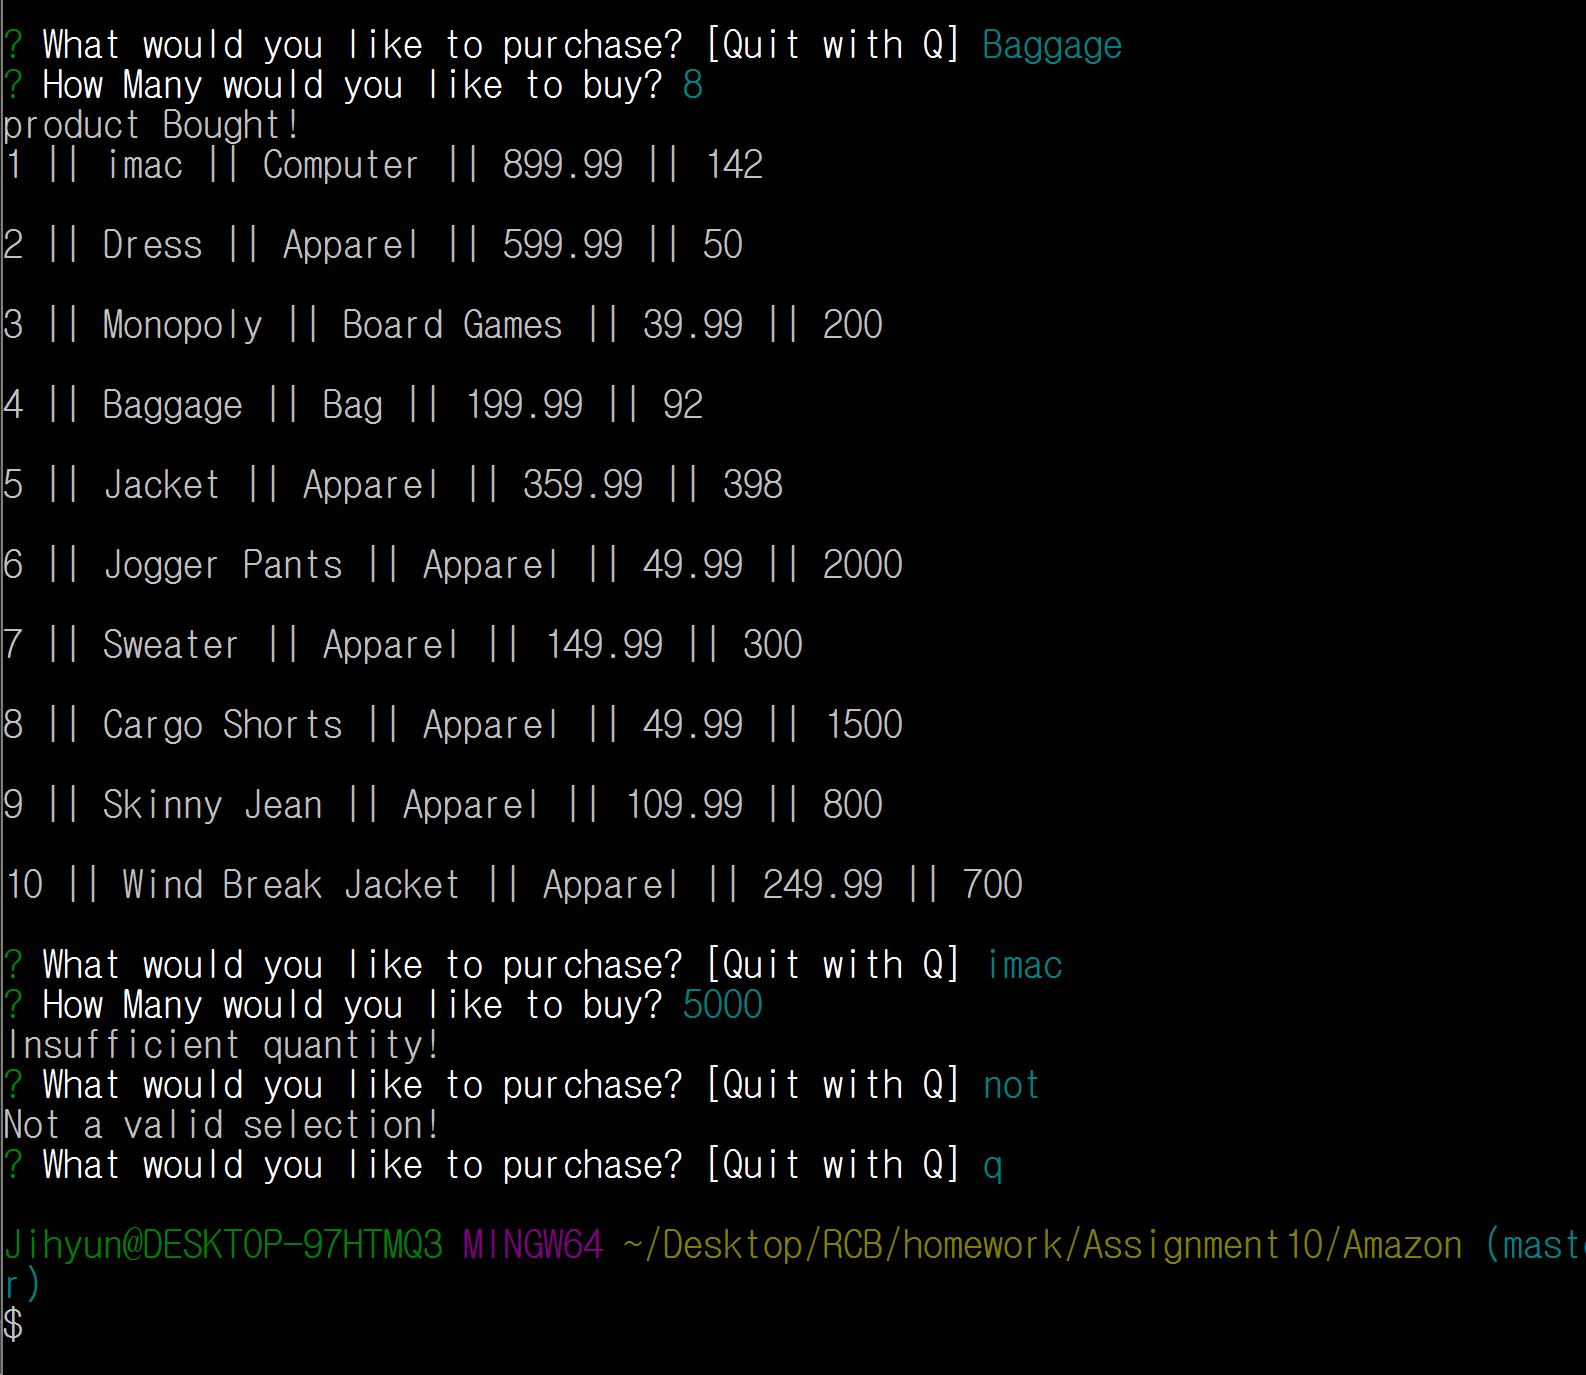 ? What would you like to purchase? [Quit with Q] Baggage
? How Many would you like to buy? 8
product Bought!
1 || imac || Computer || 899.99 || 142
2 || Dress || Apparel || 599.99 || 50
3 || Monopoly || Board Games || 39.99 || 200
4 || Baggage || Bag || 199.99 || 92
5 || Jacket || Apparel || 359.99 || 398
6 || Jogger Pants || Apparel || 49.99 || 2000
7 || Sweater || Apparel || 149.99 || 300
8 || Cargo Shorts || Apparel || 49.99 || 1500
9 || Skinny Jean || Apparel || 109.99 || 800
10 || Wind Break Jacket || Apparel || 249.99 || 700
? What would you like to purchase? [Quit with Q] imac
? How Many would you like to buy? 5000
Insufficient quantity!
? What would you like to purchase? [Quit with Q] not
Not a valid selection!
? What would you like to purchase? [Quit with Q] q
Jihyun@DESKTOP-97HTMQ3 MINGW64 ~/Desktop/RCB/homework/Assignment10/Amazon (maste
r)
$